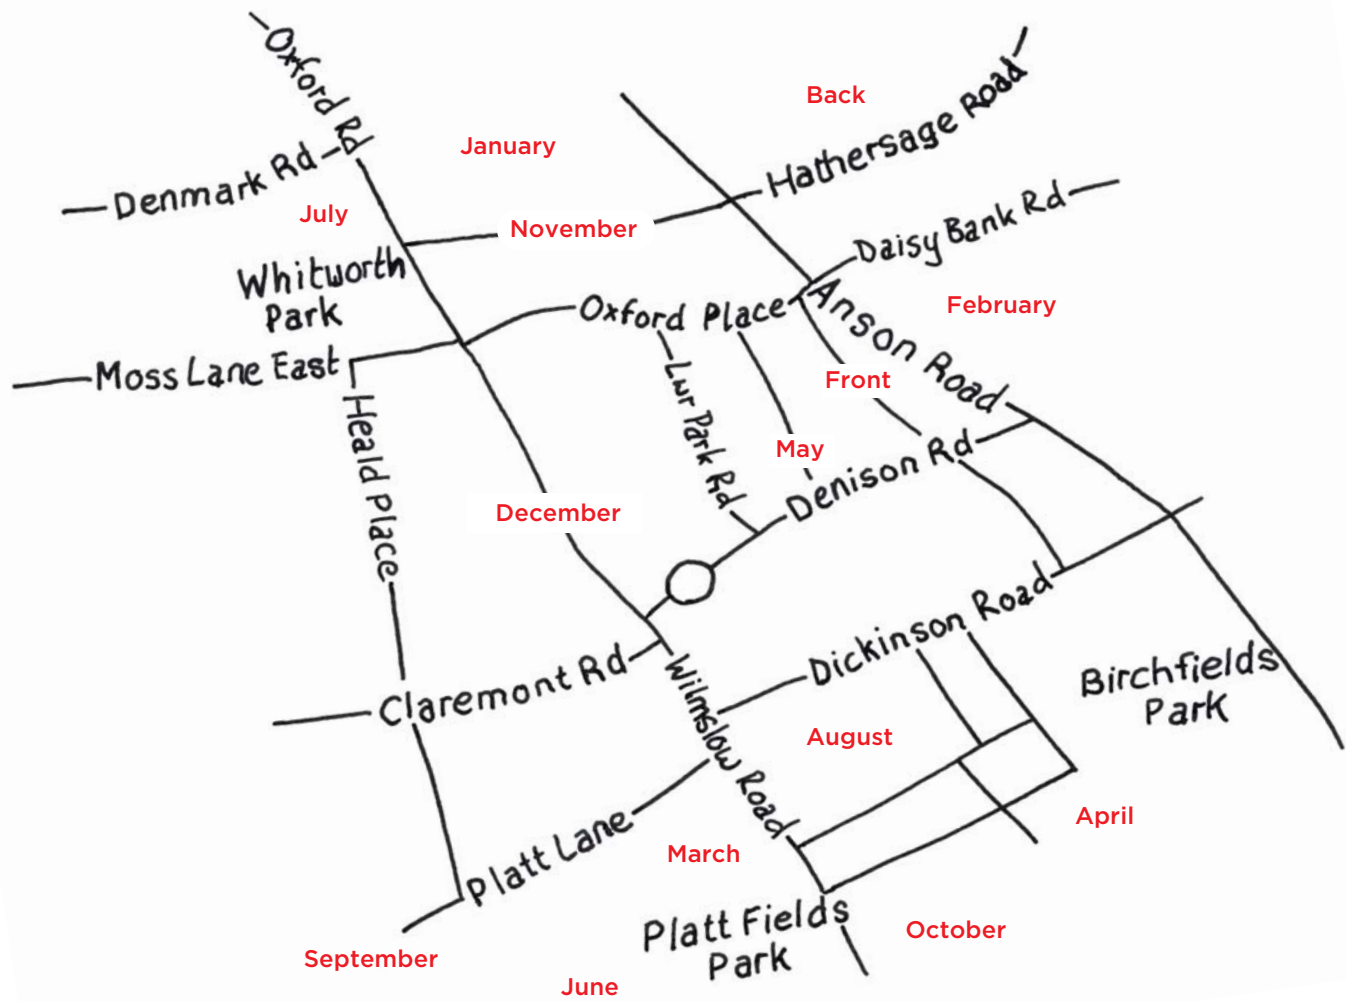 Oxford Rd
Back
January
Hathersage Road
Denmark Rd
July
November
Daisy Bank Rd
Whitworth
Park
Oxford Place
Anson Road
February
Moss Lane East
Front
Lwr Park Rd
Heald Place
May
Denison Rd
December
Dickinson Road
Claremont Rd
Wilmslow Road
Birchfields
Park
August
April
Platt Lane
March
Platt Fields
Park
October
September
June